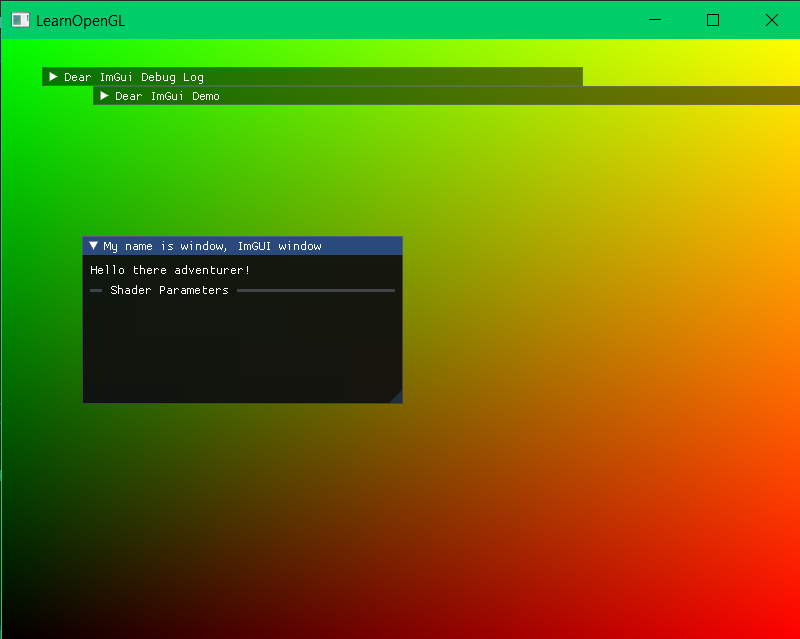 LearnOpenGL
Dear ImGui Debug Log
Dear ImGui Demo
My name is window, ImGUI window
Hello there adventurer!
Shader Parameters